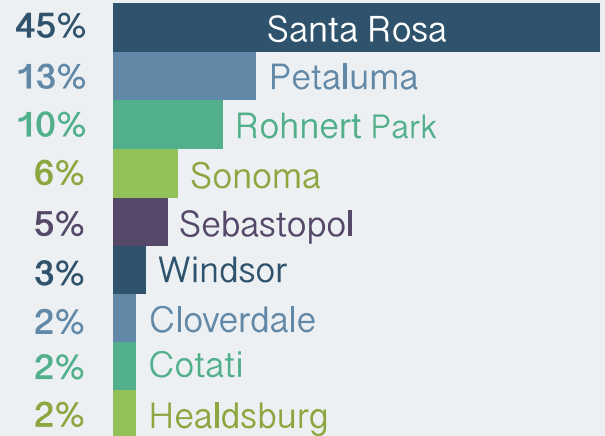 45% Santa Rosa
13% Petaluma
10% Rohnert Park
6% Sonoma
5% Sebastopol
3% Windsor
2% Cloverdale
2% Cotati
2% Healdsburg